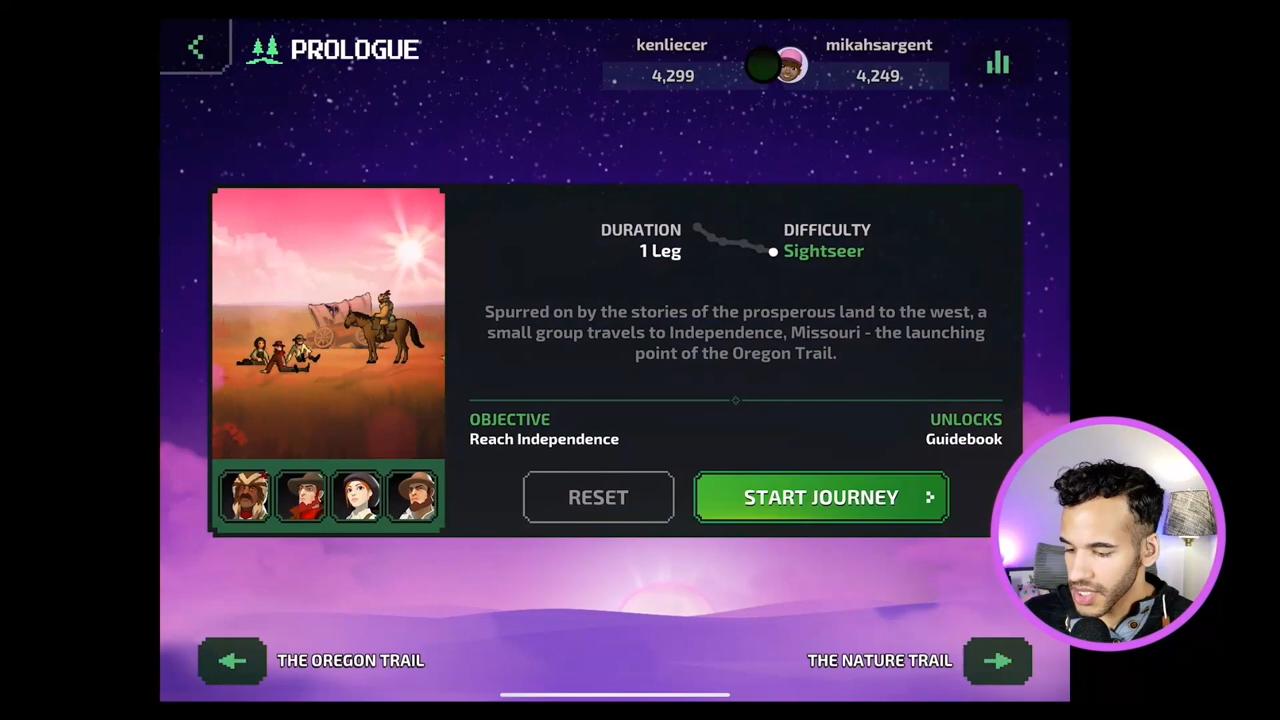 PROLOGUE
kenliecer
4,299
mikahsargent
4,249
DURATION
1 Leg
DIFFICULTY
Sightseer
Spurred on by the stories of the prosperous land to the west, a
small group travels to Independence, Missouri - the launching
point of the Oregon Trail.
OBJECTIVE
Reach Independence
UNLOCKS
Guidebook
RESET
START JOURNEY
THE OREGON TRAIL
THE NATURE TRAIL